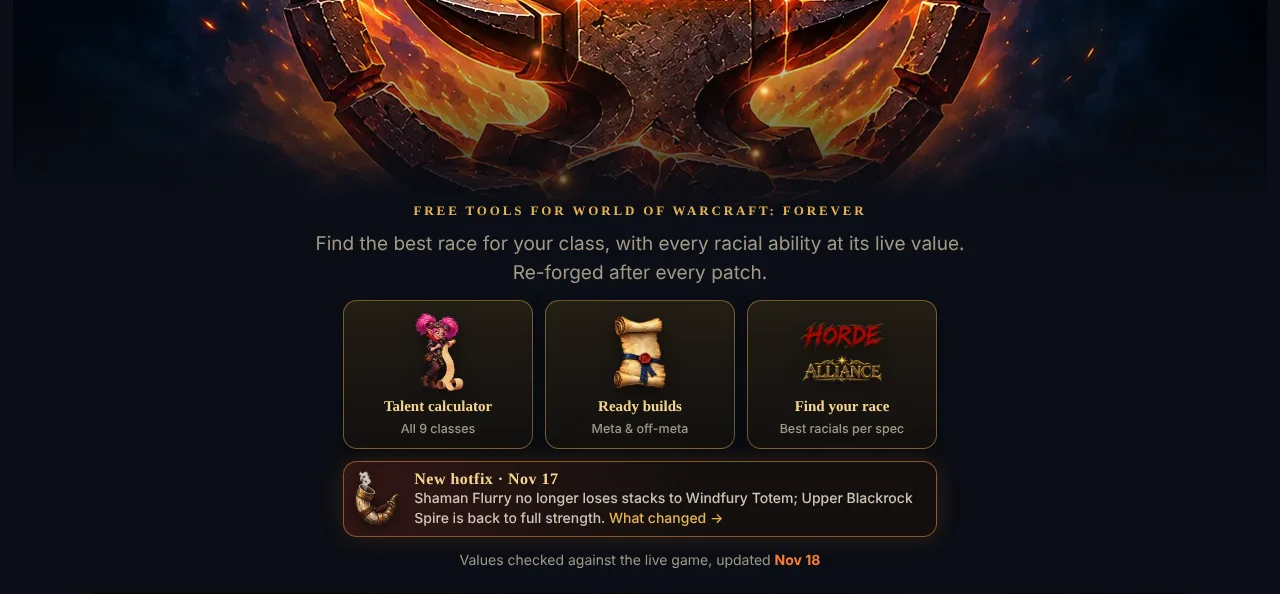 FREE TOOLS FOR WORLD OF WARCRAFT: FOREVER
Find the best race for your class, with every racial ability at its live value.
Re-forged after every patch.
Talent calculator
All 9 classes
Ready builds
Meta & off-meta
HORDE
ALLIANCE
Find your race
Best racials per spec
New hotfix · Nov 17
Shaman Flurry no longer loses stacks to Windfury Totem; Upper Blackrock
Spire is back to full strength. What changed →
Values checked against the live game, updated Nov 18